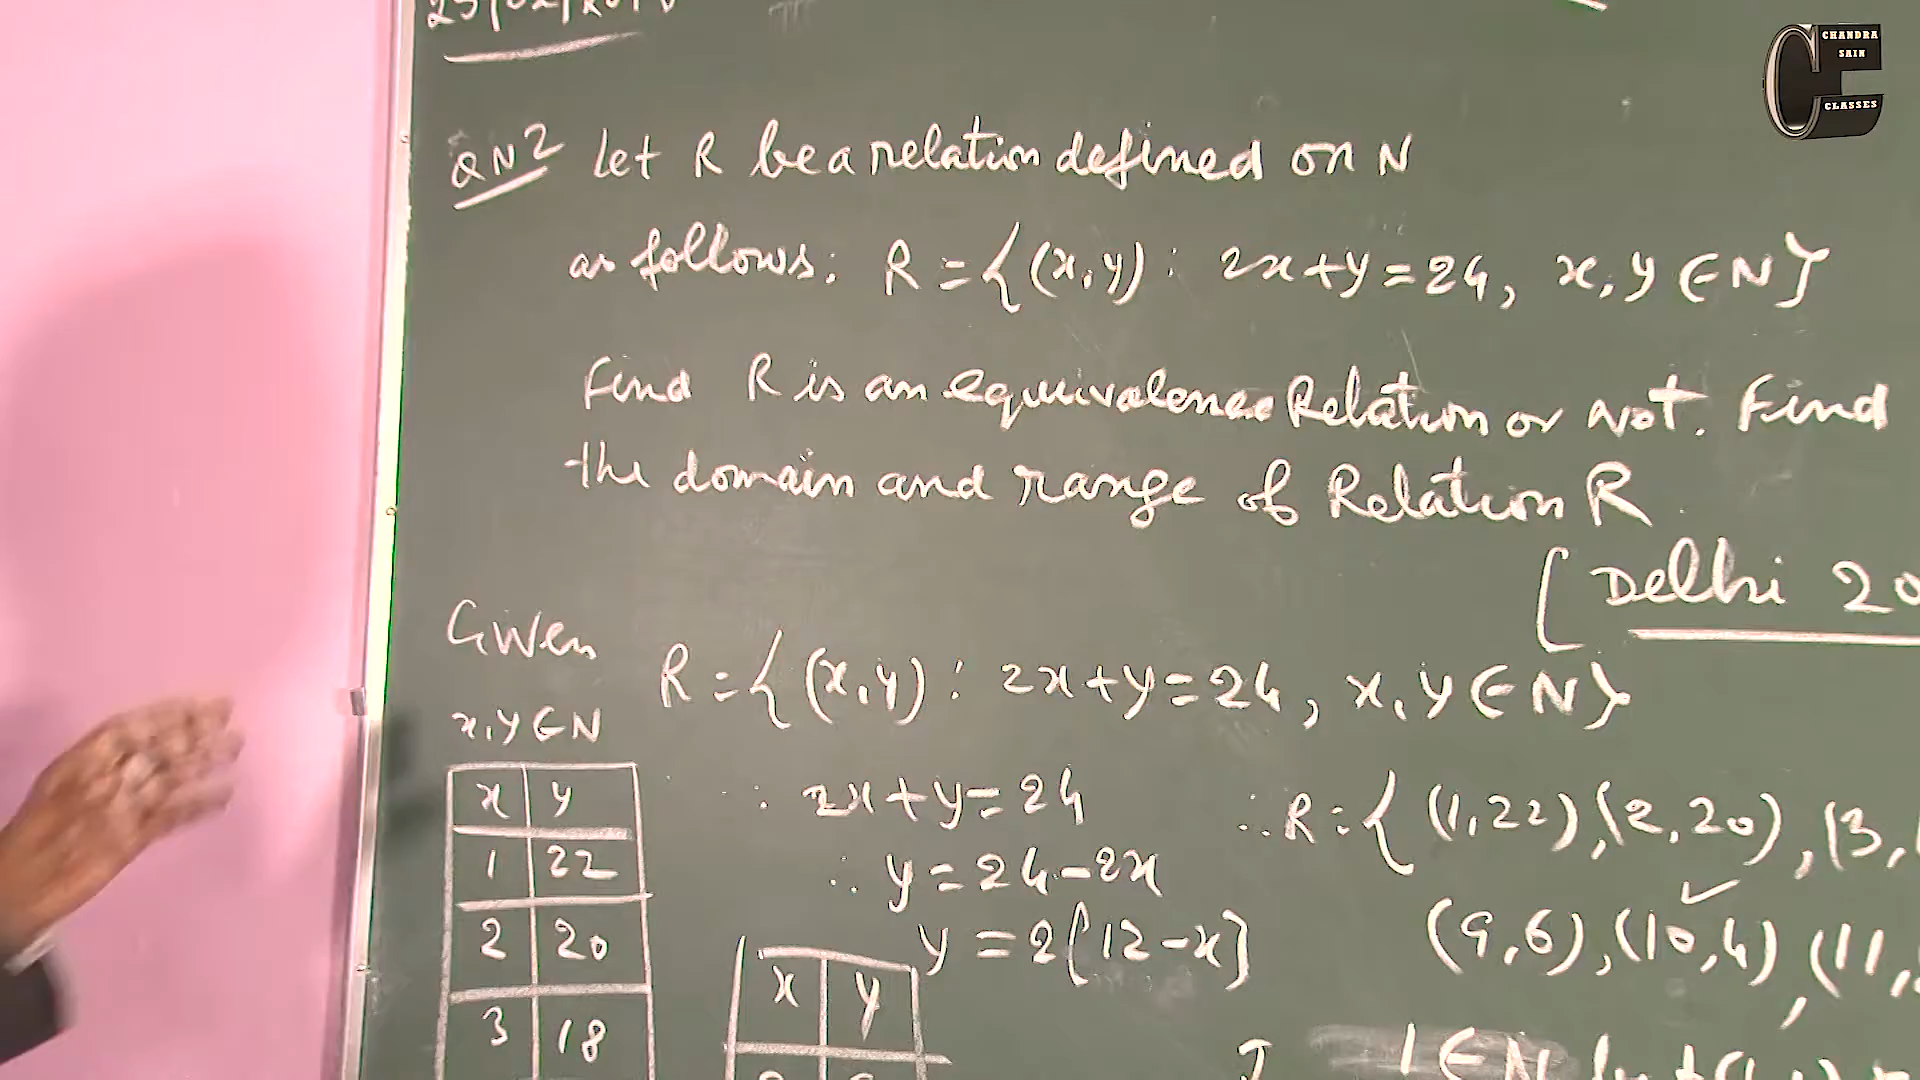 CHANDRA
SAIN
CLASSES
QN2 Let R be a relation defined on N
as follows: R = {(x,y): 2x+y=24, x,y ∈ N}
Find R is an equivalence Relation or Not. Find
the domain and range of Relation R.
[Delhi 20
Given
x,y ∈ N
R = {(x,y): 2x+y=24, x,y ∈ N}
x y
1 22
2 20
3 18
∴ 2x+y=24
∴ y=24-2x
y = 2[12-x]
x y
∴ R = { (1,22), (2,20), (3,
(9,6), (10,4), (11,
I 1 ∈ N